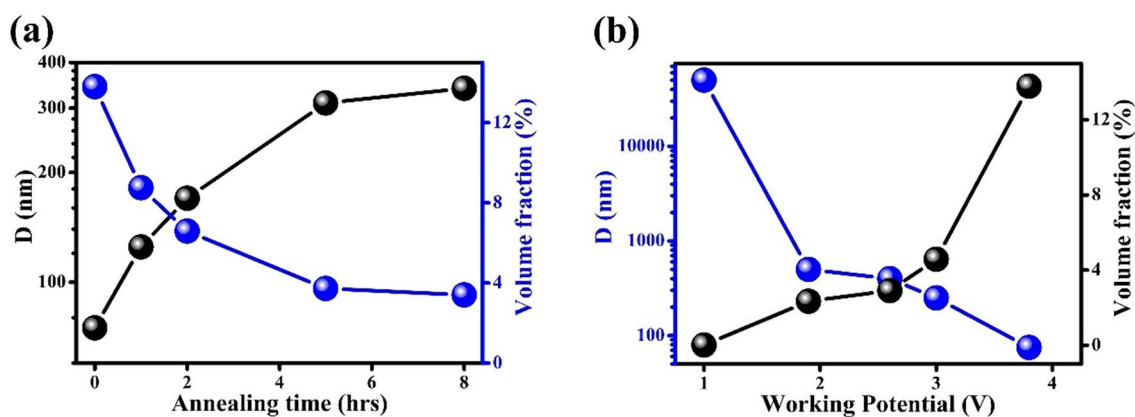 (a)
400
300
200
100
D (nm)
12
8
4
0
Volume fraction (%)
0 2 4 6 8
Annealing time (hrs)
(b)
10000
1000
100
D (nm)
12
8
4
0
Volume fraction (%)
1 2 3 4
Working Potential (V)